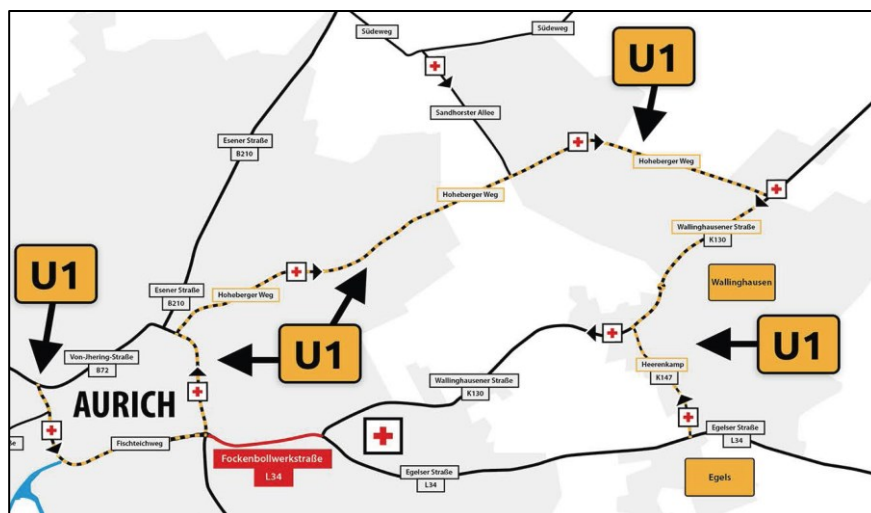 Südeweg
Südeweg
U1
Sandhorster Allee
Esener Straße
B210
Hoheberger Weg
Hoheberger Weg
Wallinghausener Straße
K130
U1
Wallinghausen
Esener Straße
B210
Hoheberger Weg
U1
U1
Von-Jhering-Straße
B72
Heerenkamp
K147
Wallinghausener Straße
K130
AURICH
Fischteichweg
Egelser Straße
L34
Fockenbollwerkstraße
L34
Egelser Straße
L34
Egels